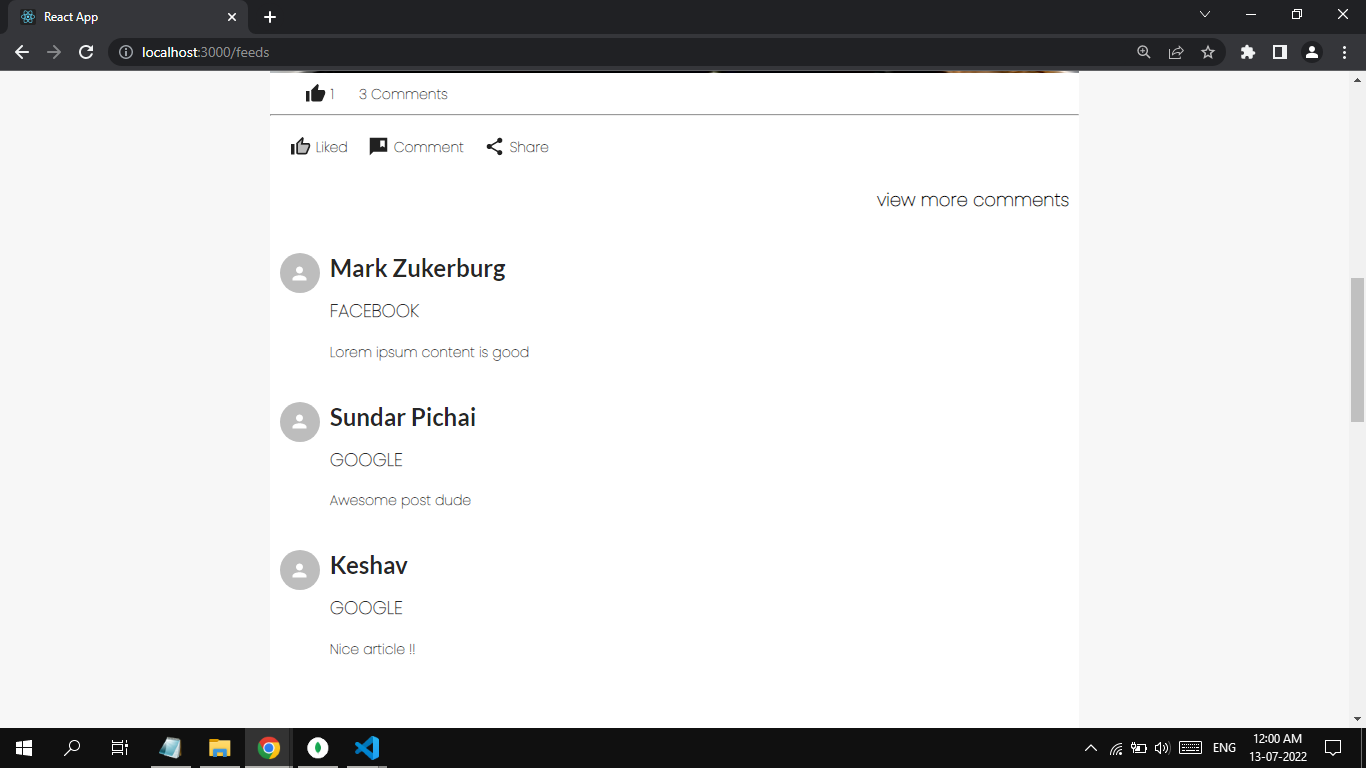 React App
localhost:3000/feeds
1 3 Comments
Liked Comment Share
view more comments
Mark Zukerburg
FACEBOOK
Lorem ipsum content is good
Sundar Pichai
GOOGLE
Awesome post dude
Keshav
GOOGLE
Nice article !!
ENG
12:00 AM
13-07-2022